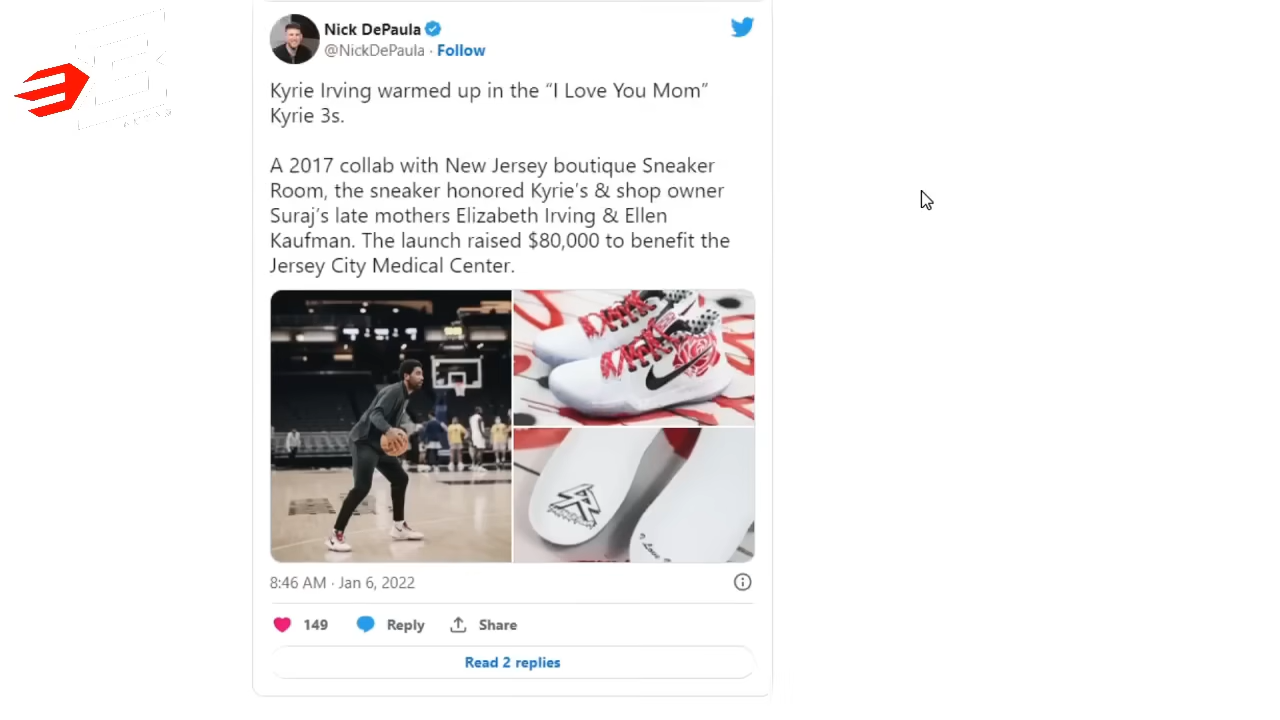 Nick DePaula
@NickDePaula · Follow
Kyrie Irving warmed up in the “I Love You Mom”
Kyrie 3s.
A 2017 collab with New Jersey boutique Sneaker
Room, the sneaker honored Kyrie's & shop owner
Suraj's late mothers Elizabeth Irving & Ellen
Kaufman. The launch raised $80,000 to benefit the
Jersey City Medical Center.
8:46 AM · Jan 6, 2022
149 Reply Share
Read 2 replies